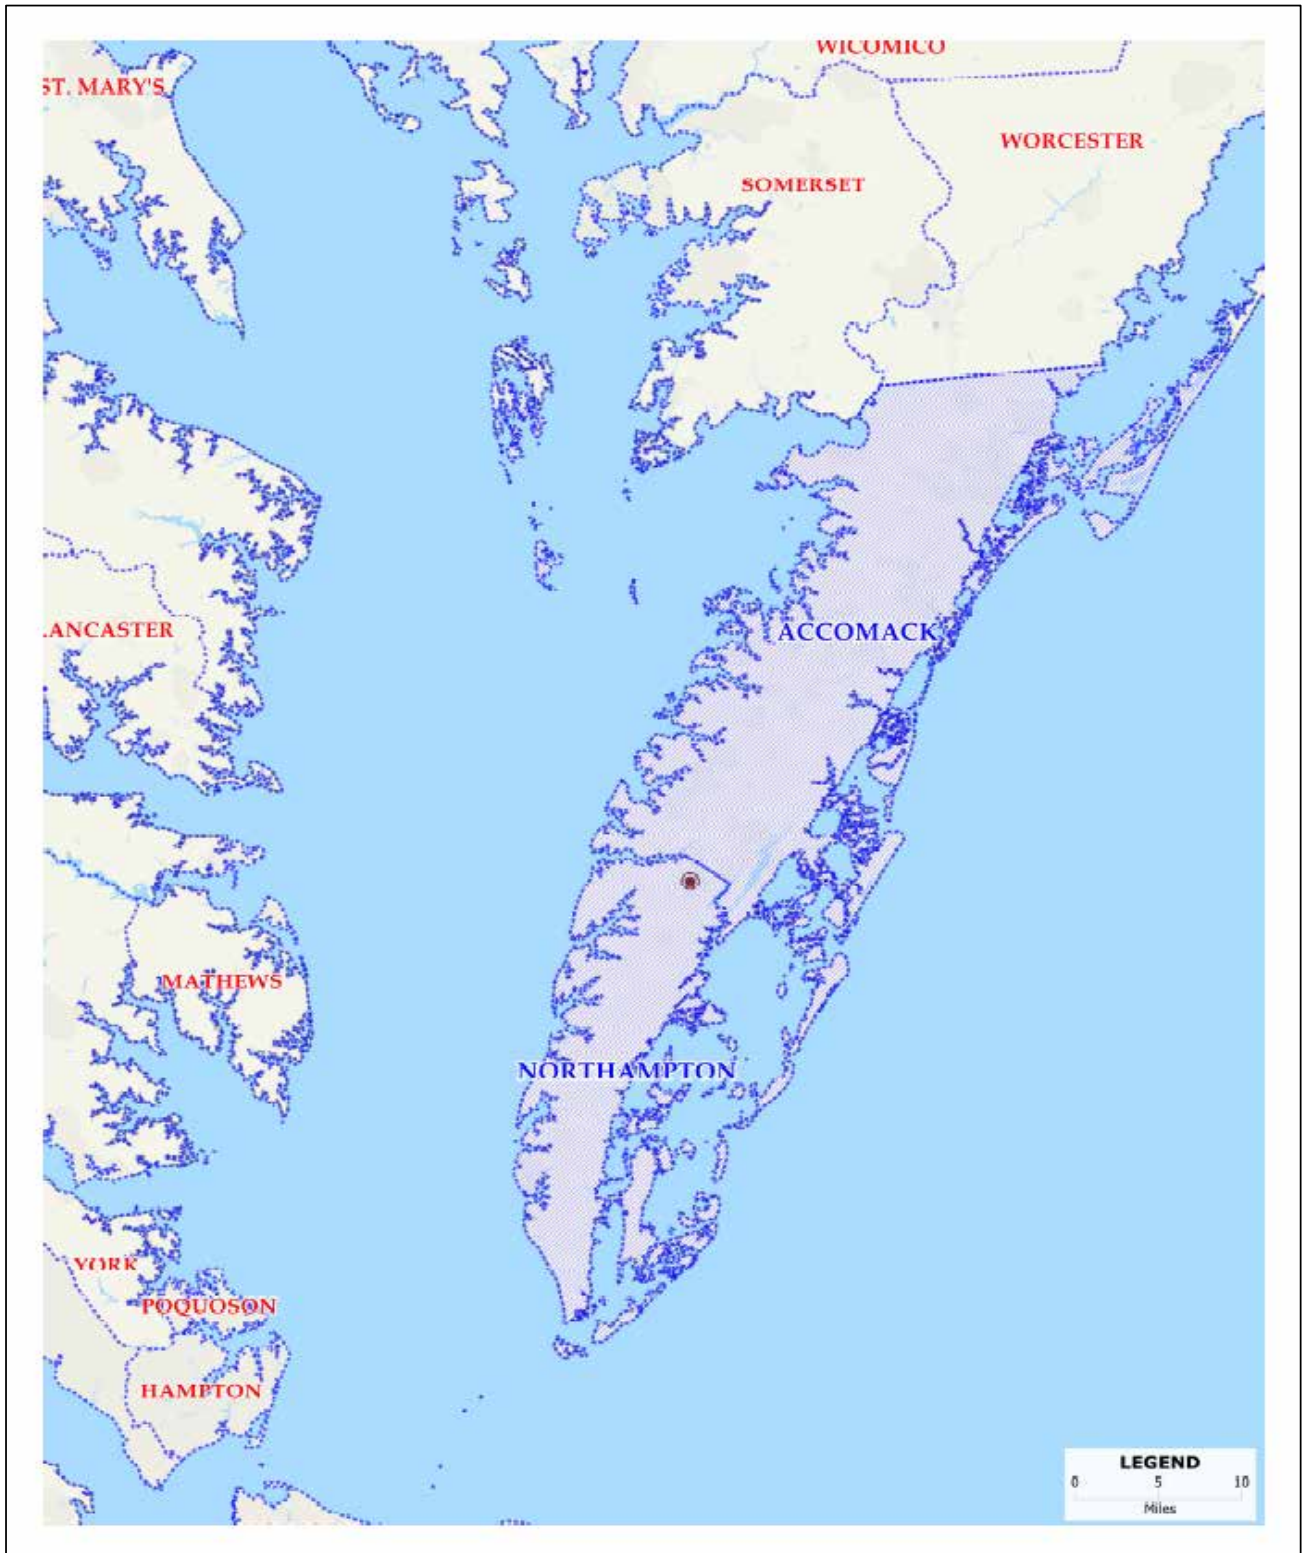 WICOMICO
ST. MARY'S
WORCESTER
SOMERSET
LANCASTER
ACCOMACK
MATHEWS
NORTHAMPTON
YORK
POQUOSON
HAMPTON
LEGEND
0 5 10
Miles